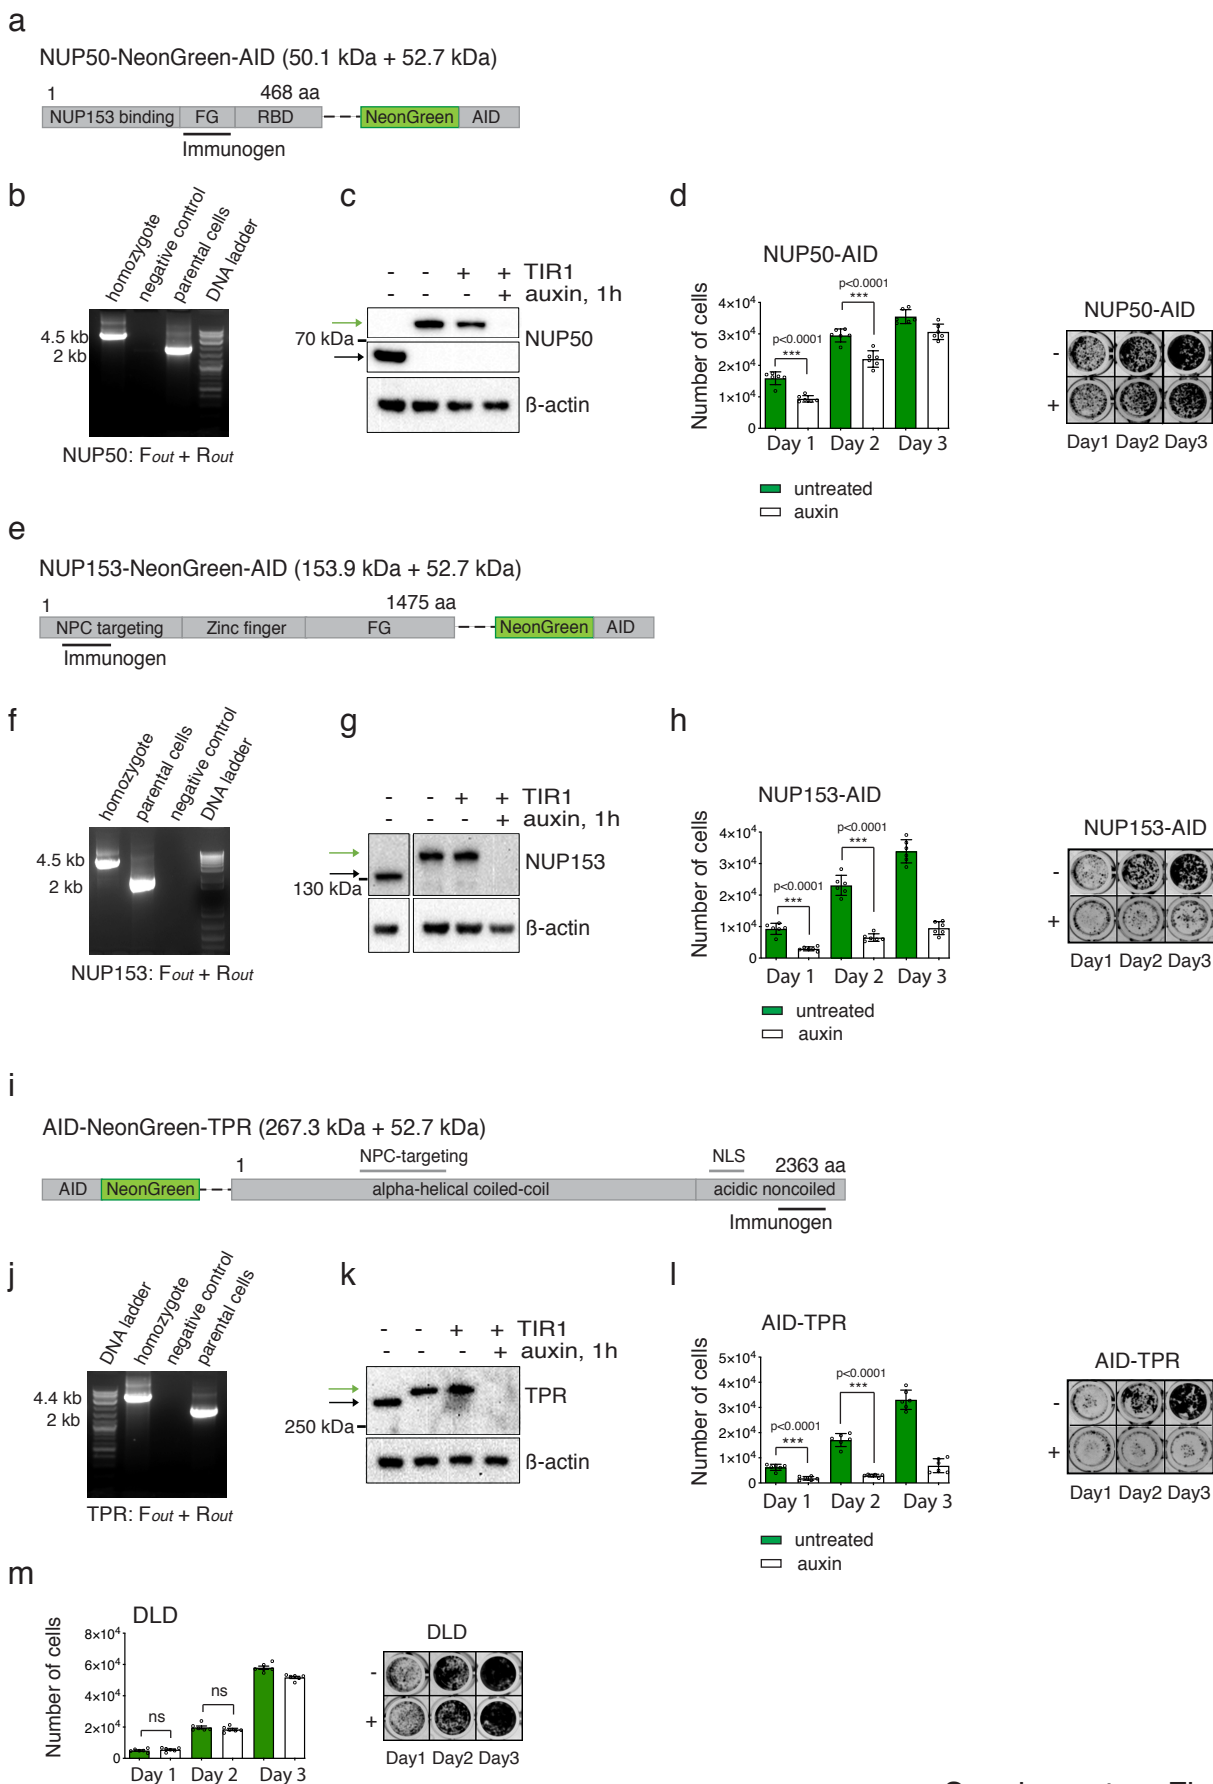 a
NUP50-NeonGreen-AID (50.1 kDa + 52.7 kDa)
1
468 aa
NUP153 binding
FG
RBD
NeonGreen
AID
Immunogen
b
homozygote
negative control
parental cells
DNA ladder
4.5 kb
2 kb
NUP50: Fout + Rout
c
- - + + TIR1
- - - + auxin, 1h
70 kDa
NUP50
ß-actin
d
NUP50-AID
Number of cells
4×10⁴
3×10⁴
2×10⁴
1×10⁴
0
p<0.0001
***
p<0.0001
***
Day 1 Day 2 Day 3
untreated
auxin
NUP50-AID
-
+
Day1 Day2 Day3
e
NUP153-NeonGreen-AID (153.9 kDa + 52.7 kDa)
1
1475 aa
NPC targeting
Zinc finger
FG
NeonGreen
AID
Immunogen
f
homozygote
parental cells
negative control
DNA ladder
4.5 kb
2 kb
NUP153: Fout + Rout
g
- - + + TIR1
- - - + auxin, 1h
130 kDa
NUP153
ß-actin
h
NUP153-AID
Number of cells
4×10⁴
3×10⁴
2×10⁴
1×10⁴
0
p<0.0001
***
p<0.0001
***
Day 1 Day 2 Day 3
untreated
auxin
NUP153-AID
-
+
Day1 Day2 Day3
i
AID-NeonGreen-TPR (267.3 kDa + 52.7 kDa)
1
NPC-targeting
NLS
2363 aa
AID
NeonGreen
alpha-helical coiled-coil
acidic noncoiled
Immunogen
j
DNA ladder
homozygote
negative control
parental cells
4.4 kb
2 kb
TPR: Fout + Rout
k
- - + + TIR1
- - - + auxin, 1h
250 kDa
TPR
ß-actin
l
AID-TPR
Number of cells
5×10⁴
4×10⁴
3×10⁴
2×10⁴
1×10⁴
0
p<0.0001
***
p<0.0001
***
Day 1 Day 2 Day 3
untreated
auxin
AID-TPR
-
+
Day1 Day2 Day3
m
DLD
Number of cells
8×10⁴
6×10⁴
4×10⁴
2×10⁴
0
ns
ns
Day 1 Day 2 Day 3
DLD
-
+
Day1 Day2 Day3